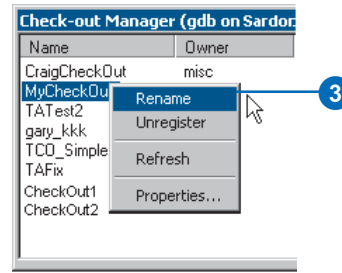 Check-out Manager (gdb on Sardor
Name Owner
CraigCheckOut misc
MyCheckOu
TATest2
gary_kkk
TCO_Simple
TAFix
CheckOut1
CheckOut2
Rename
Unregister
Refresh
Properties...
3